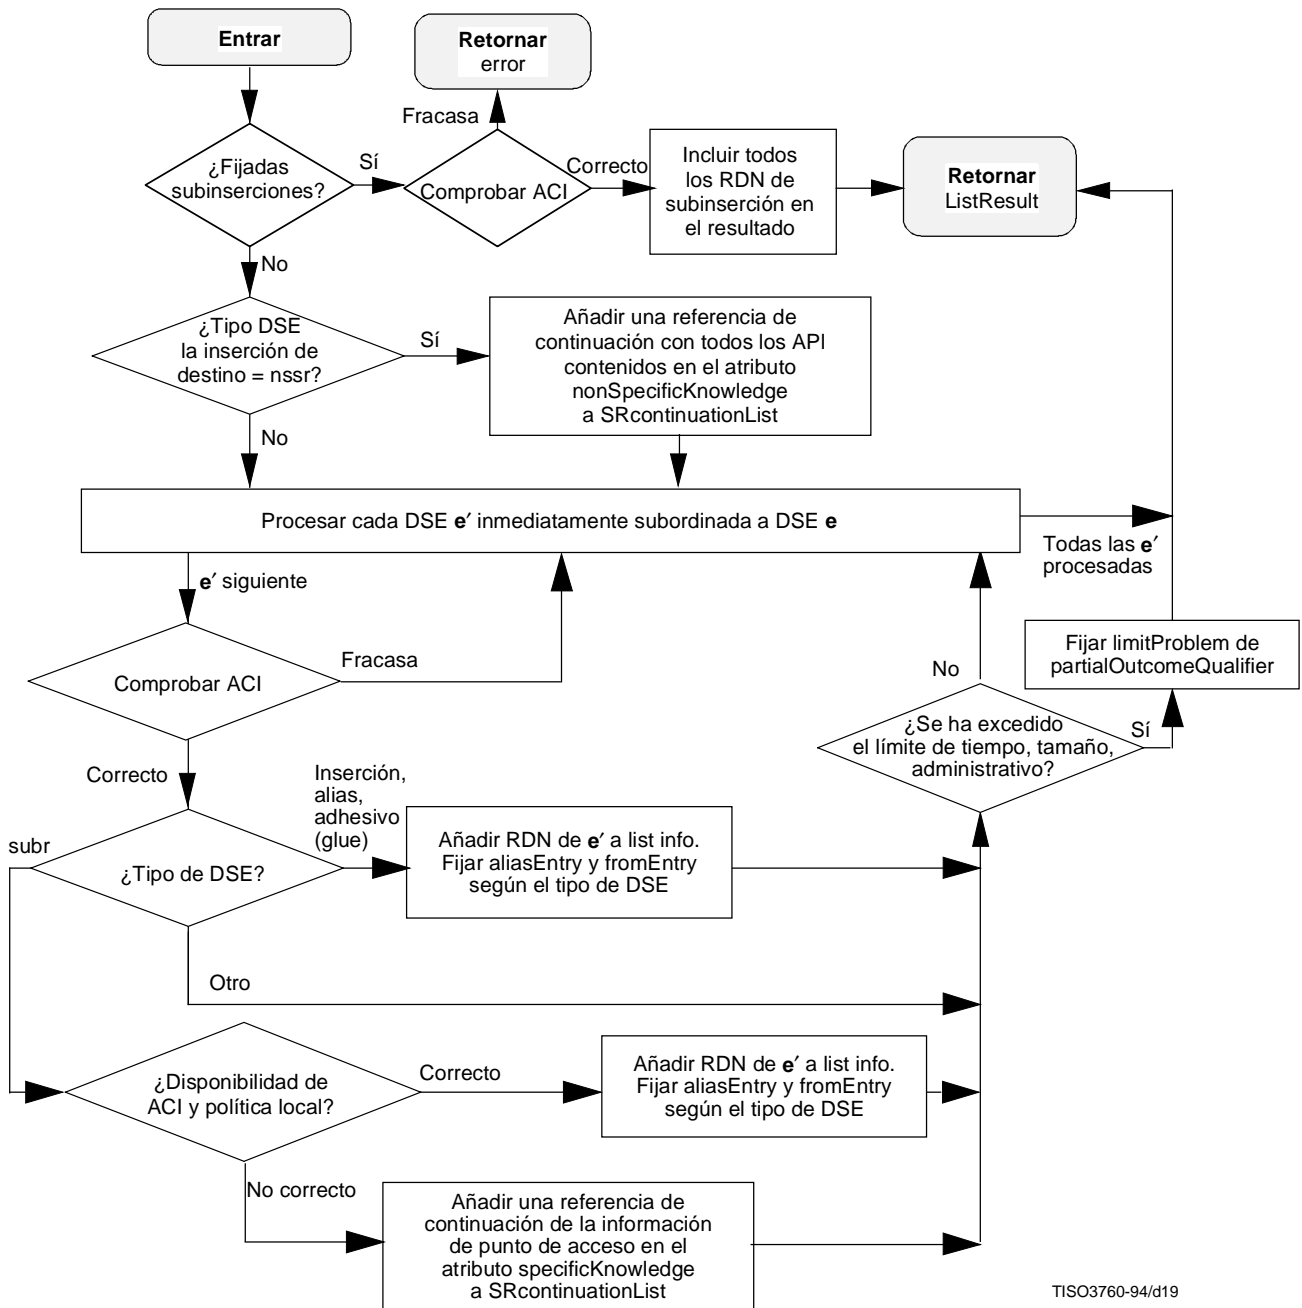 Entrar
Retornar
error
Fracasa
¿Fijadas
subinserciones?
Sí
Comprobar ACI
Correcto
Incluir todos
los RDN de
subinserción en
el resultado
Retornar
ListResult
No
¿Tipo DSE
la inserción de
destino = nssr?
Sí
Añadir una referencia de
continuación con todos los API
contenidos en el atributo
nonSpecificKnowledge
a SRcontinuationList
No
Procesar cada DSE e′ inmediatamente subordinada a DSE e
Todas las e′
procesadas
e′ siguiente
Comprobar ACI
Fracasa
No
Fijar limitProblem de
partialOutcomeQualifier
¿Se ha excedido
el límite de tiempo, tamaño,
administrativo?
Sí
Correcto
Inserción,
alias,
adhesivo
(glue)
subr
¿Tipo de DSE?
Añadir RDN de e′ a list info.
Fijar aliasEntry y fromEntry
según el tipo de DSE
Otro
¿Disponibilidad de
ACI y política local?
Correcto
Añadir RDN de e′ a list info.
Fijar aliasEntry y fromEntry
según el tipo de DSE
No correcto
Añadir una referencia de
continuación de la información
de punto de acceso en el
atributo specificKnowledge
a SRcontinuationList
TISO3760-94/d19